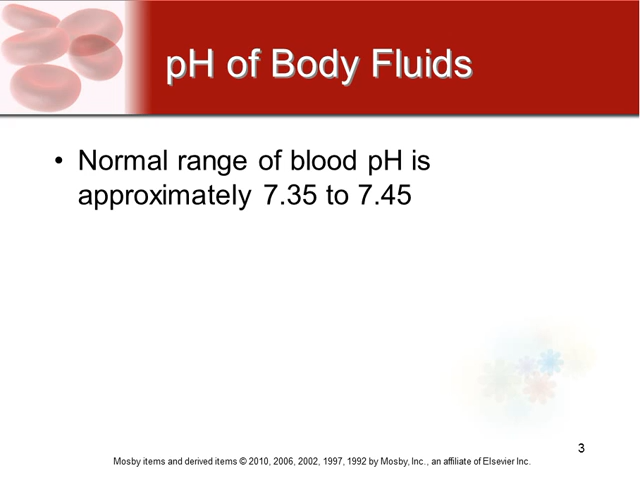 pH of Body Fluids
• Normal range of blood pH is
approximately 7.35 to 7.45
3
Mosby items and derived items © 2010, 2006, 2002, 1997, 1992 by Mosby, Inc., an affiliate of Elsevier Inc.